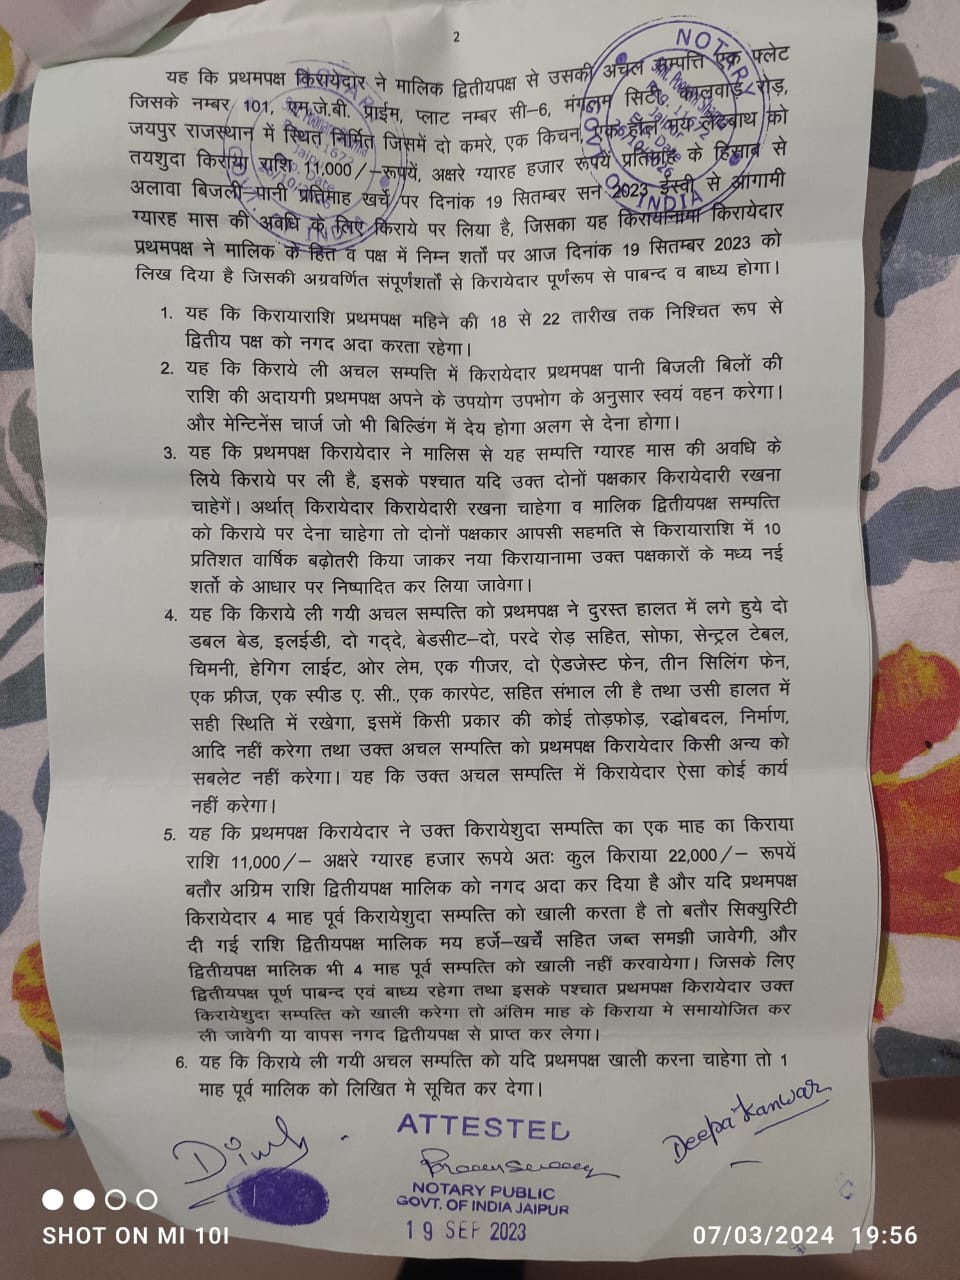 2
यह कि प्रथमपक्ष किरायेदार ने मालिक द्वितीयपक्ष से उसकी अचल सम्पत्ति एक फ्लेट
जिसके नम्बर 101, एम.जे.बी. प्राईम, प्लाट नम्बर सी–6, मंगलम सिटी, कालवाड़ रोड़,
जयपुर राजस्थान में स्थित निर्मित जिसमें दो कमरे, एक किचन, एक हॉल मय लेटबाथ को
तयशुदा किराया राशि 11,000/–रूपयें, अक्षरे ग्यारह हजार रूपयें प्रतिमाह के हिसाब से
अलावा बिजली पानी प्रतिमाह खर्चे पर दिनांक 19 सितम्बर सन 2023 ईस्वी से आगामी
ग्यारह मास की अवधि के लिए किराये पर लिया है, जिसका यह किरायेनामा किरायेदार
प्रथमपक्ष ने मालिक के हित व पक्ष में निम्न शर्तो पर आज दिनांक 19 सितम्बर 2023 को
लिख दिया है जिसकी अग्रवर्णित संपूर्णशर्तो से किरायेदार पूर्णरूप से पाबन्द व बाध्य होगा।
1. यह कि किरायाराशि प्रथमपक्ष महिने की 18 से 22 तारीख तक निश्चित रूप से
द्वितीय पक्ष को नगद अदा करता रहेगा।
2. यह कि किराये ली अचल सम्पत्ति में किरायेदार प्रथमपक्ष पानी बिजली बिलों की
राशि की अदायगी प्रथमपक्ष अपने के उपयोग उपभोग के अनुसार स्वयं वहन करेगा।
और मेन्टिनेंस चार्ज जो भी बिल्डिंग में देय होगा अलग से देना होगा।
3. यह कि प्रथमपक्ष किरायेदार ने मालिस से यह सम्पत्ति ग्यारह मास की अवधि के
लिये किराये पर ली है, इसके पश्चात यदि उक्त दोनों पक्षकार किरायेदारी रखना
चाहेगें। अर्थात् किरायेदार किरायेदारी रखना चाहेगा व मालिक द्वितीयपक्ष सम्पत्ति
को किराये पर देना चाहेगा तो दोनों पक्षकार आपसी सहमति से किरायाराशि में 10
प्रतिशत वार्षिक बढ़ोतरी किया जाकर नया किरायानामा उक्त पक्षकारों के मध्य नई
शर्तो के आधार पर निष्पादित कर लिया जावेगा।
4. यह कि किराये ली गयी अचल सम्पत्ति को प्रथमपक्ष ने दुरस्त हालत में लगे हुये दो
डबल बेड, इलईडी, दो गद्दे, बेडसीट–दो, परदे रोड़ सहित, सोफा, सेन्ट्रल टेबल,
चिमनी, हेगिग लाईट, ओर लेम, एक गीजर, दो ऐडजेस्ट फेन, तीन सिलिंग फेन,
एक फ्रीज, एक स्पीड ए. सी., एक कारपेट, सहित संभाल ली है तथा उसी हालत में
सही स्थिति में रखेगा, इसमें किसी प्रकार की कोई तोड़फोड़, रद्धोबदल, निर्माण,
आदि नहीं करेगा तथा उक्त अचल सम्पत्ति को प्रथमपक्ष किरायेदार किसी अन्य को
सबलेट नहीं करेगा। यह कि उक्त अचल सम्पत्ति में किरायेदार ऐसा कोई कार्य
नहीं करेगा।
5. यह कि प्रथमपक्ष किरायेदार ने उक्त किरायेशुदा सम्पत्ति का एक माह का किराया
राशि 11,000/– अक्षरे ग्यारह हजार रूपये अतः कुल किराया 22,000/– रूपयें
बतौर अग्रिम राशि द्वितीयपक्ष मालिक को नगद अदा कर दिया है और यदि प्रथमपक्ष
किरायेदार 4 माह पूर्व किरायेशुदा सम्पत्ति को खाली करता है तो बतौर सिक्युरिटी
दी गई राशि द्वितीयपक्ष मालिक मय हर्जे–खर्चे सहित जब्त समझी जावेगी, और
द्वितीयपक्ष मालिक भी 4 माह पूर्व सम्पत्ति को खाली नहीं करवायेगा। जिसके लिए
द्वितीयपक्ष पूर्ण पाबन्द एवं बाध्य रहेगा तथा इसके पश्चात प्रथमपक्ष किरायेदार उक्त
किरायेशुदा सम्पत्ति को खाली करेगा तो अंतिम माह के किराया मे समायोजित कर
ली जावेगी या वापस नगद द्वितीयपक्ष से प्राप्त कर लेगा।
6. यह कि किराये ली गयी अचल सम्पत्ति को यदि प्रथमपक्ष खाली करना चाहेगा तो 1
माह पूर्व मालिक को लिखित मे सूचित कर देगा।
NOTARY
INDIA
Deepa Kanwar
ATTESTED
NOTARY PUBLIC
GOVT. OF INDIA JAIPUR
19 SEP 2023
SHOT ON MI 10I
07/03/2024 19:56